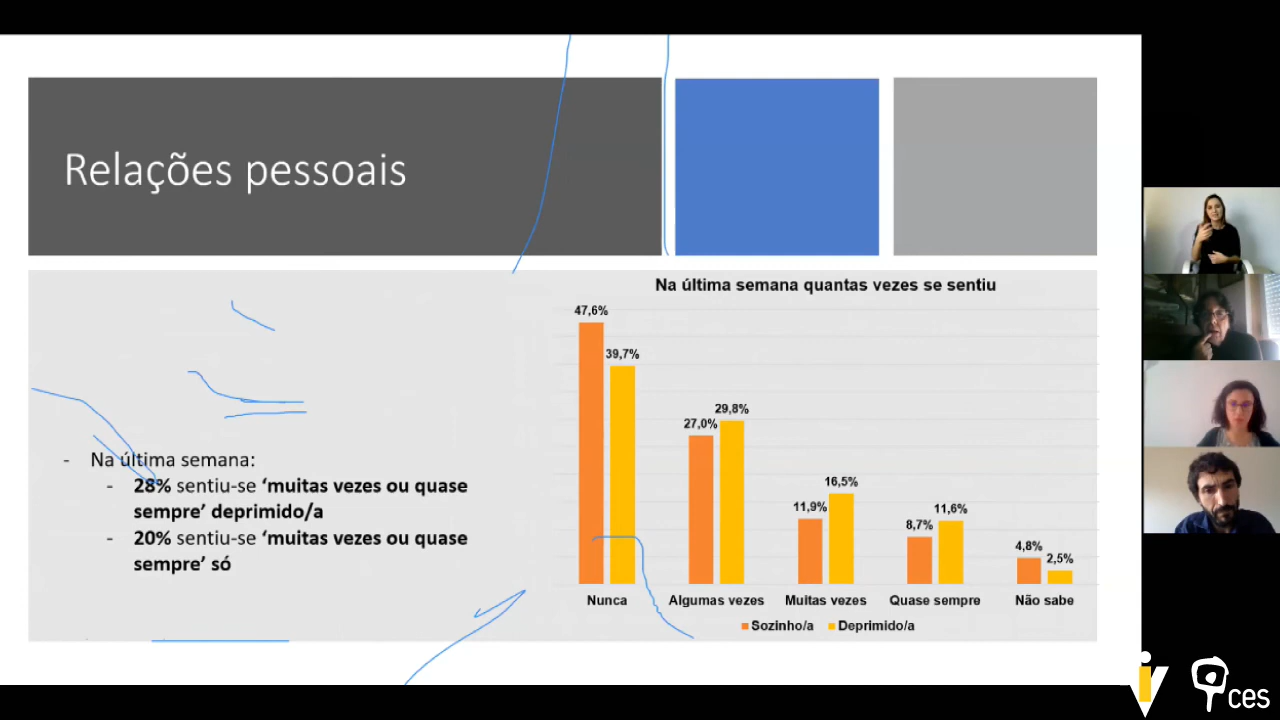 Relações pessoais
Na última semana quantas vezes se sentiu
47,6%
39,7%
27,0%
29,8%
11,9%
16,5%
8,7%
11,6%
4,8%
2,5%
Nunca
Algumas vezes
Muitas vezes
Quase sempre
Não sabe
Sozinho/a
Deprimido/a
- Na última semana:
- 28% sentiu-se ‘muitas vezes ou quase
sempre’ deprimido/a
- 20% sentiu-se ‘muitas vezes ou quase
sempre’ só
ces